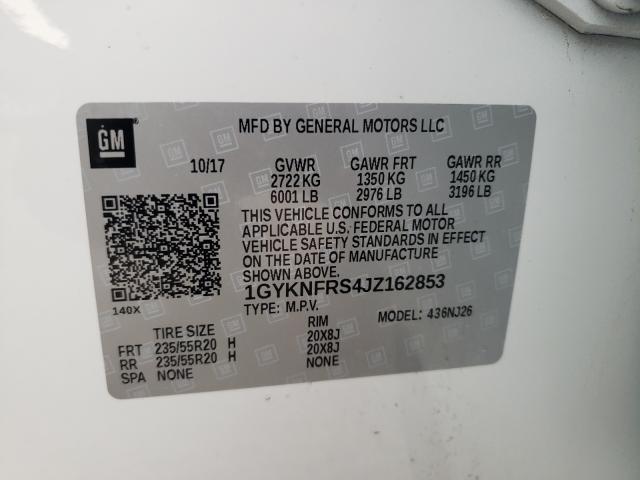 GM
MFD BY GENERAL MOTORS LLC
10/17 GVWR GAWR FRT GAWR RR
2722 KG 1350 KG 1450 KG
6001 LB 2976 LB 3196 LB
THIS VEHICLE CONFORMS TO ALL
APPLICABLE U.S. FEDERAL MOTOR
VEHICLE SAFETY STANDARDS IN EFFECT
ON THE DATE OF MANUFACTURE
SHOWN ABOVE.
1GYKNFRS4JZ162853
140X TYPE: M.P.V. MODEL: 436NJ26
TIRE SIZE RIM
FRT 235/55R20 H 20X8J
RR 235/55R20 H 20X8J
SPA NONE NONE